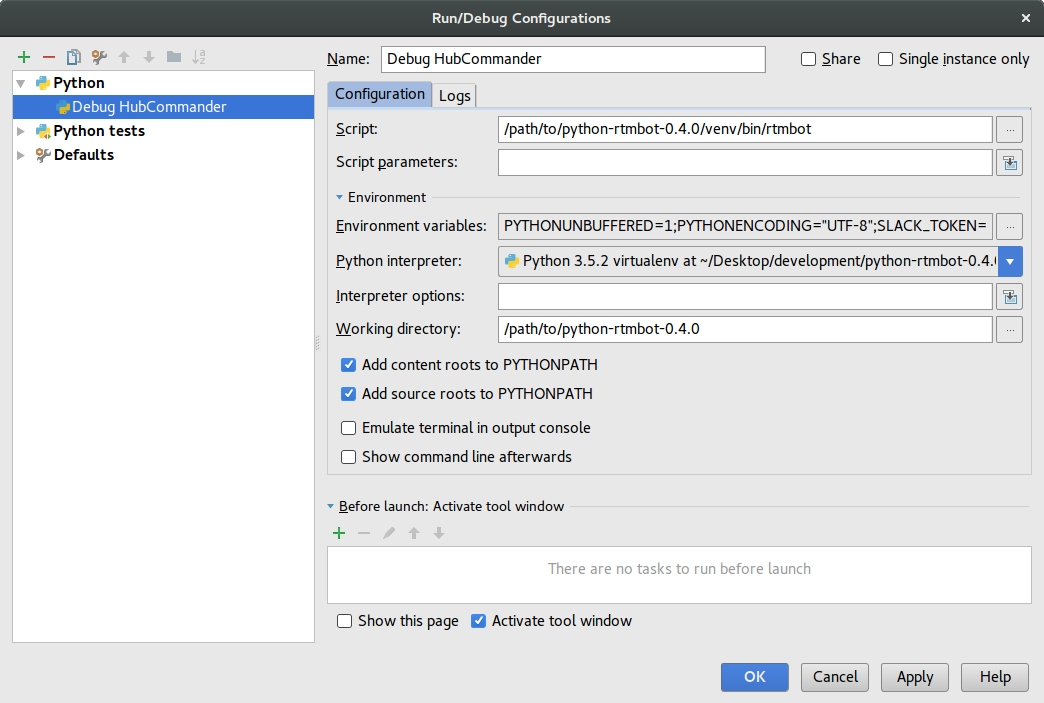 Run/Debug Configurations
Name: Debug HubCommander Share Single instance only
Python
Debug HubCommander
Python tests
Defaults
Configuration Logs
Script: /path/to/python-rtmbot-0.4.0/venv/bin/rtmbot ...
Script parameters:
Environment
Environment variables: PYTHONUNBUFFERED=1;PYTHONENCODING="UTF-8";SLACK_TOKEN= ...
Python interpreter: Python 3.5.2 virtualenv at ~/Desktop/development/python-rtmbot-0.4.
Interpreter options:
Working directory: /path/to/python-rtmbot-0.4.0 ...
Add content roots to PYTHONPATH
Add source roots to PYTHONPATH
Emulate terminal in output console
Show command line afterwards
Before launch: Activate tool window
There are no tasks to run before launch
Show this page Activate tool window
OK Cancel Apply Help